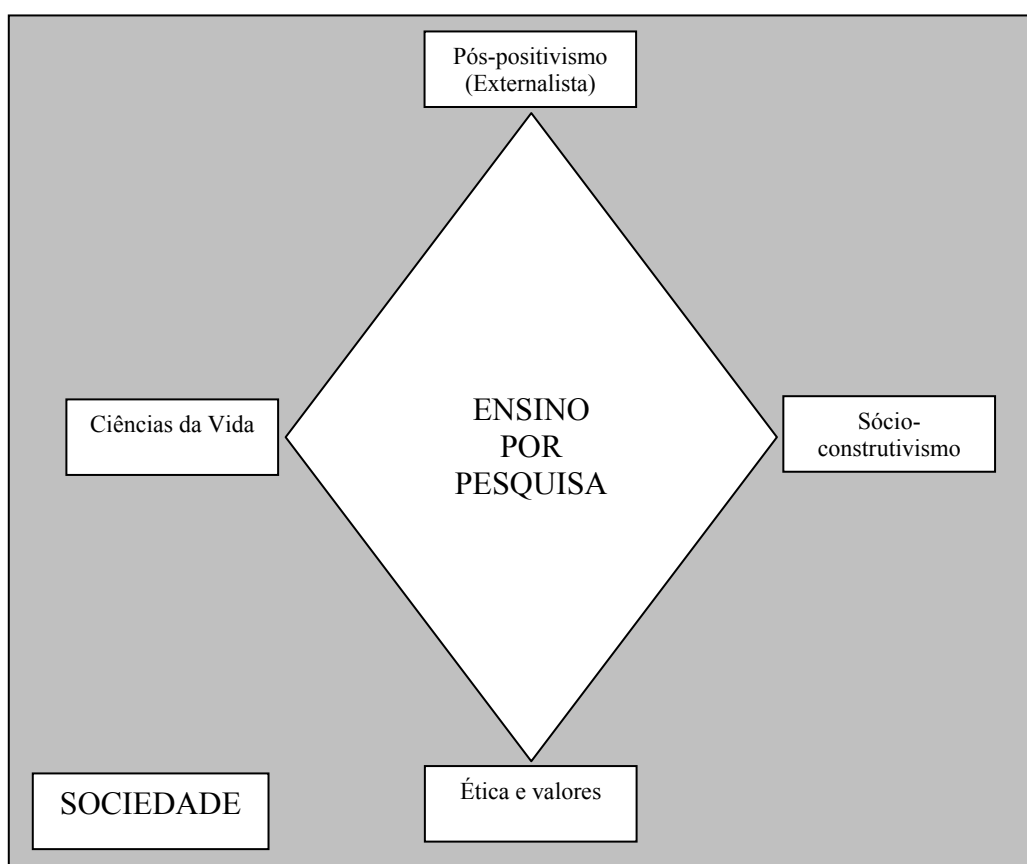 Pós-positivismo
(Externalista)
Ciências da Vida
ENSINO
POR
PESQUISA
Sócio-
construtivismo
Ética e valores
SOCIEDADE